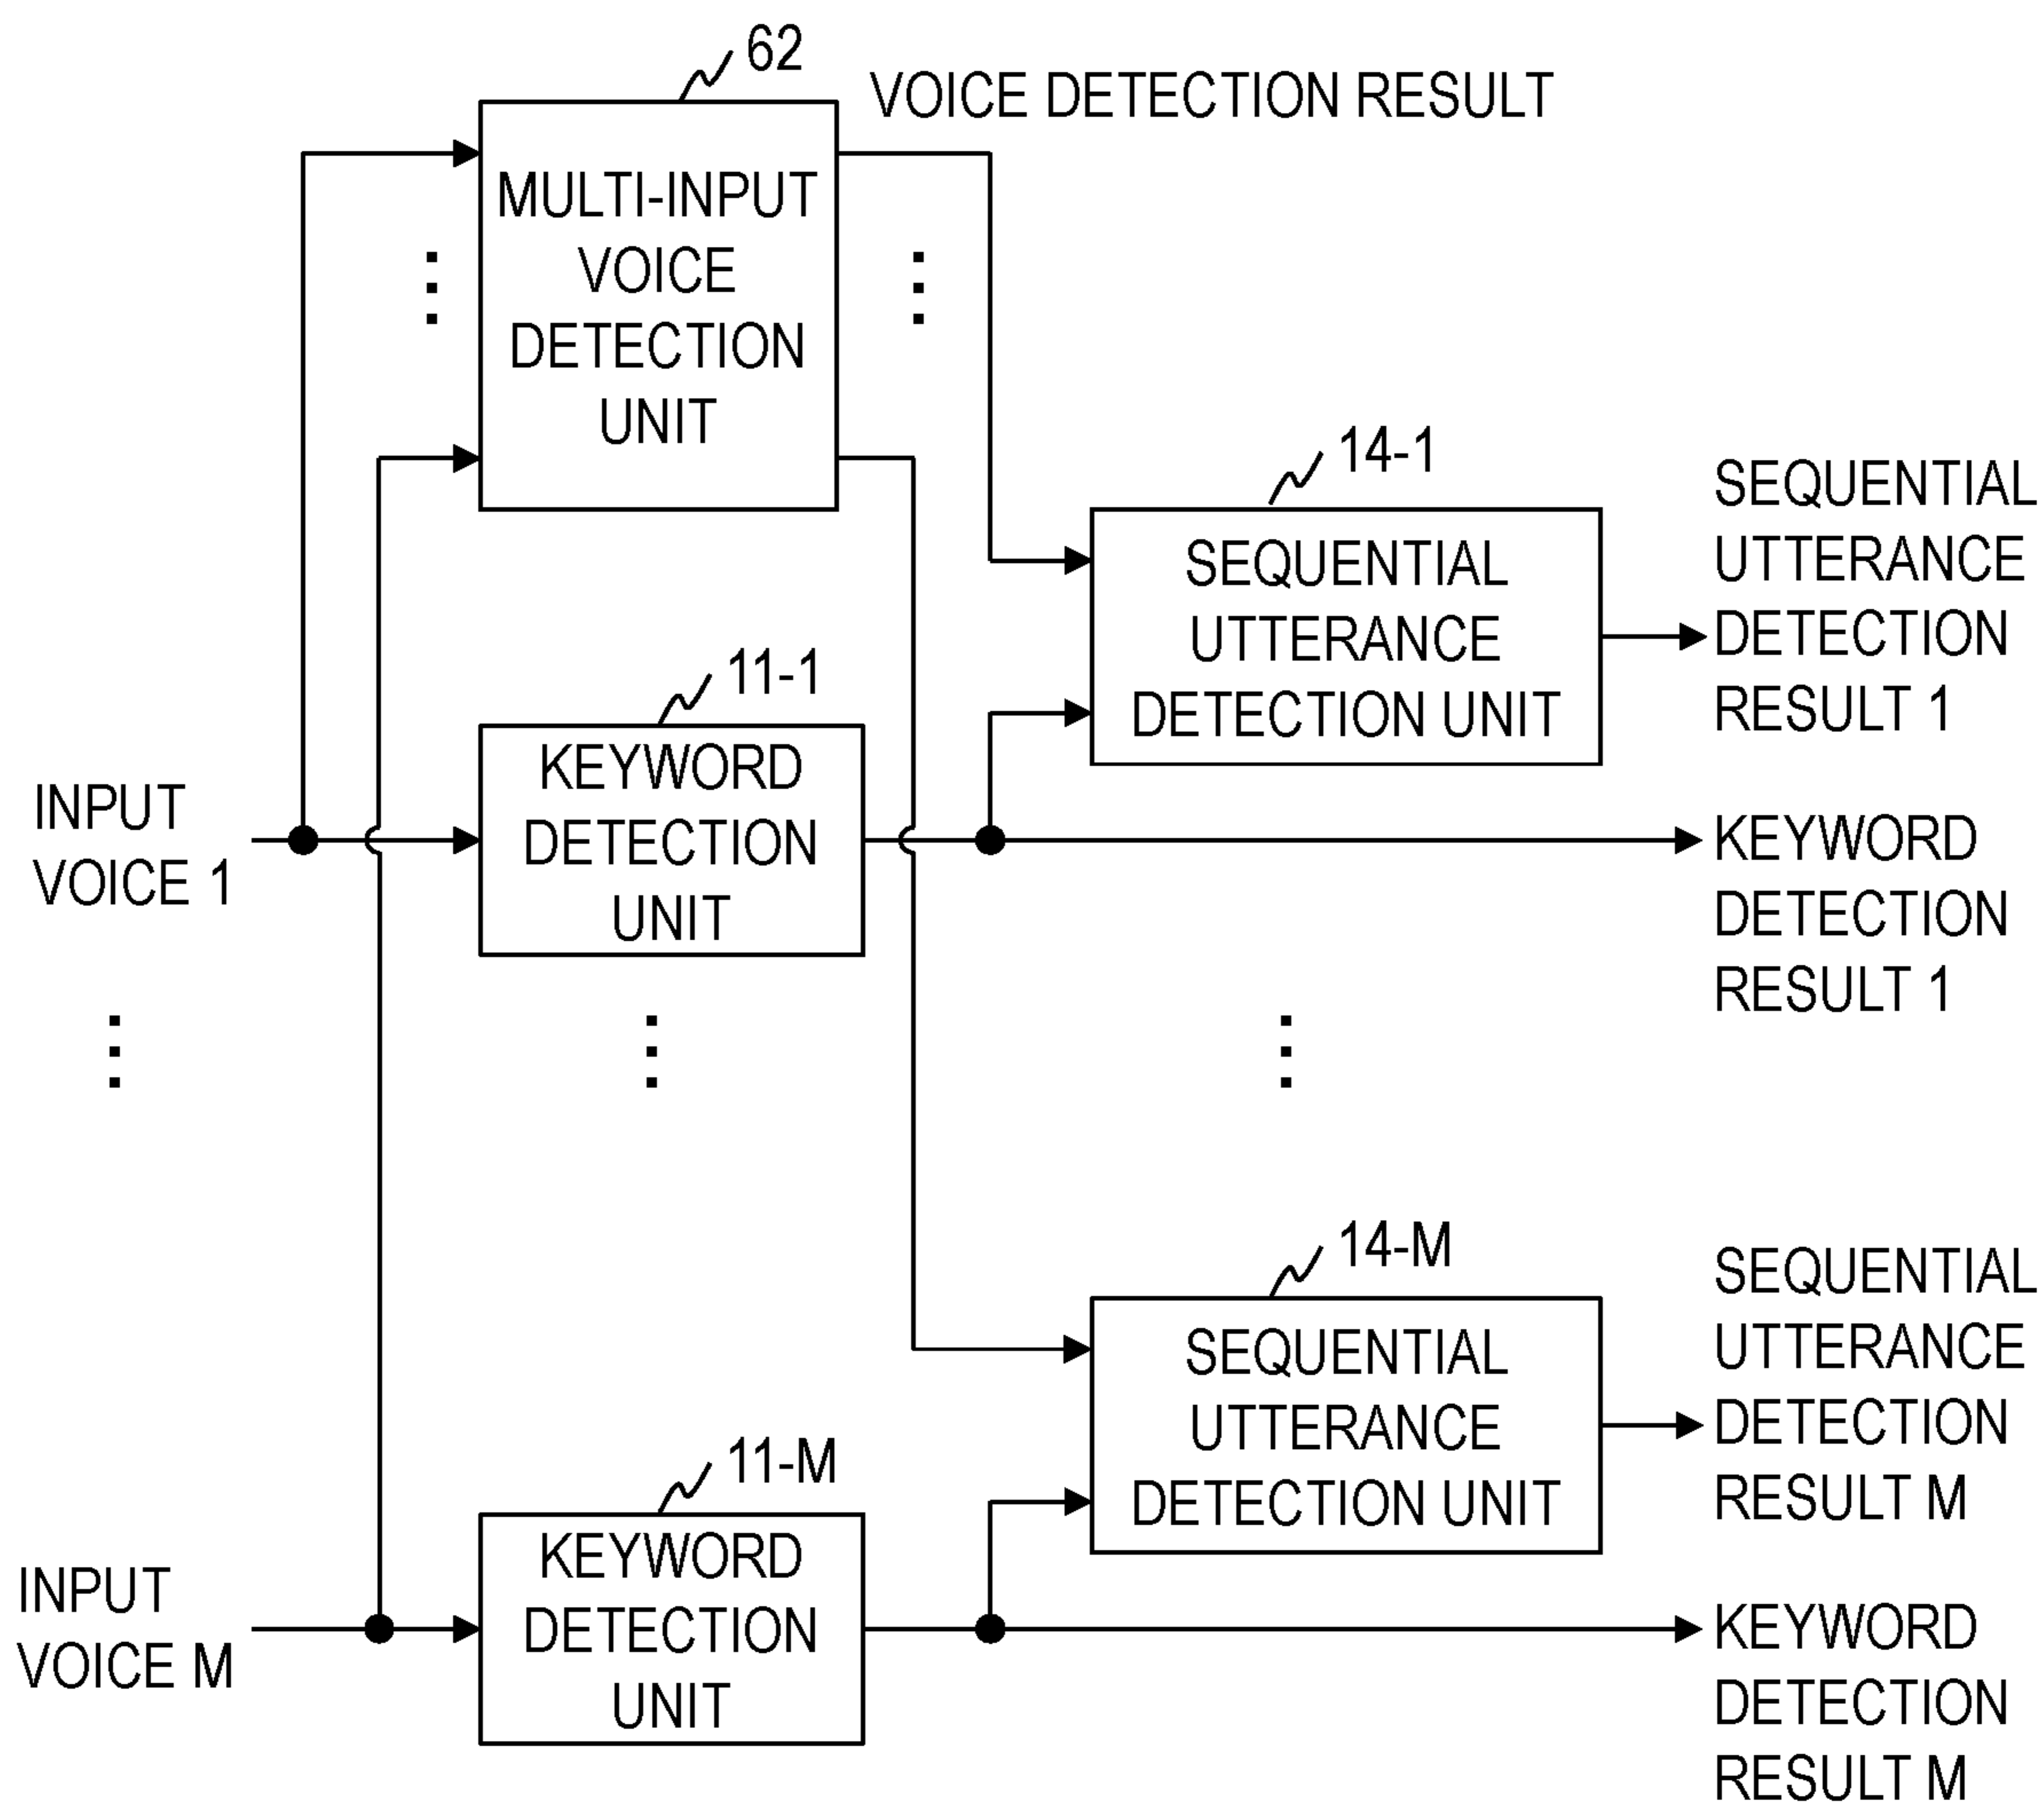 62
VOICE DETECTION RESULT
MULTI-INPUT
VOICE
DETECTION
UNIT
14-1
SEQUENTIAL
UTTERANCE
DETECTION UNIT
SEQUENTIAL
UTTERANCE
DETECTION
RESULT 1
11-1
KEYWORD
DETECTION
UNIT
INPUT
VOICE 1
KEYWORD
DETECTION
RESULT 1
14-M
SEQUENTIAL
UTTERANCE
DETECTION UNIT
SEQUENTIAL
UTTERANCE
DETECTION
RESULT M
11-M
KEYWORD
DETECTION
UNIT
INPUT
VOICE M
KEYWORD
DETECTION
RESULT M